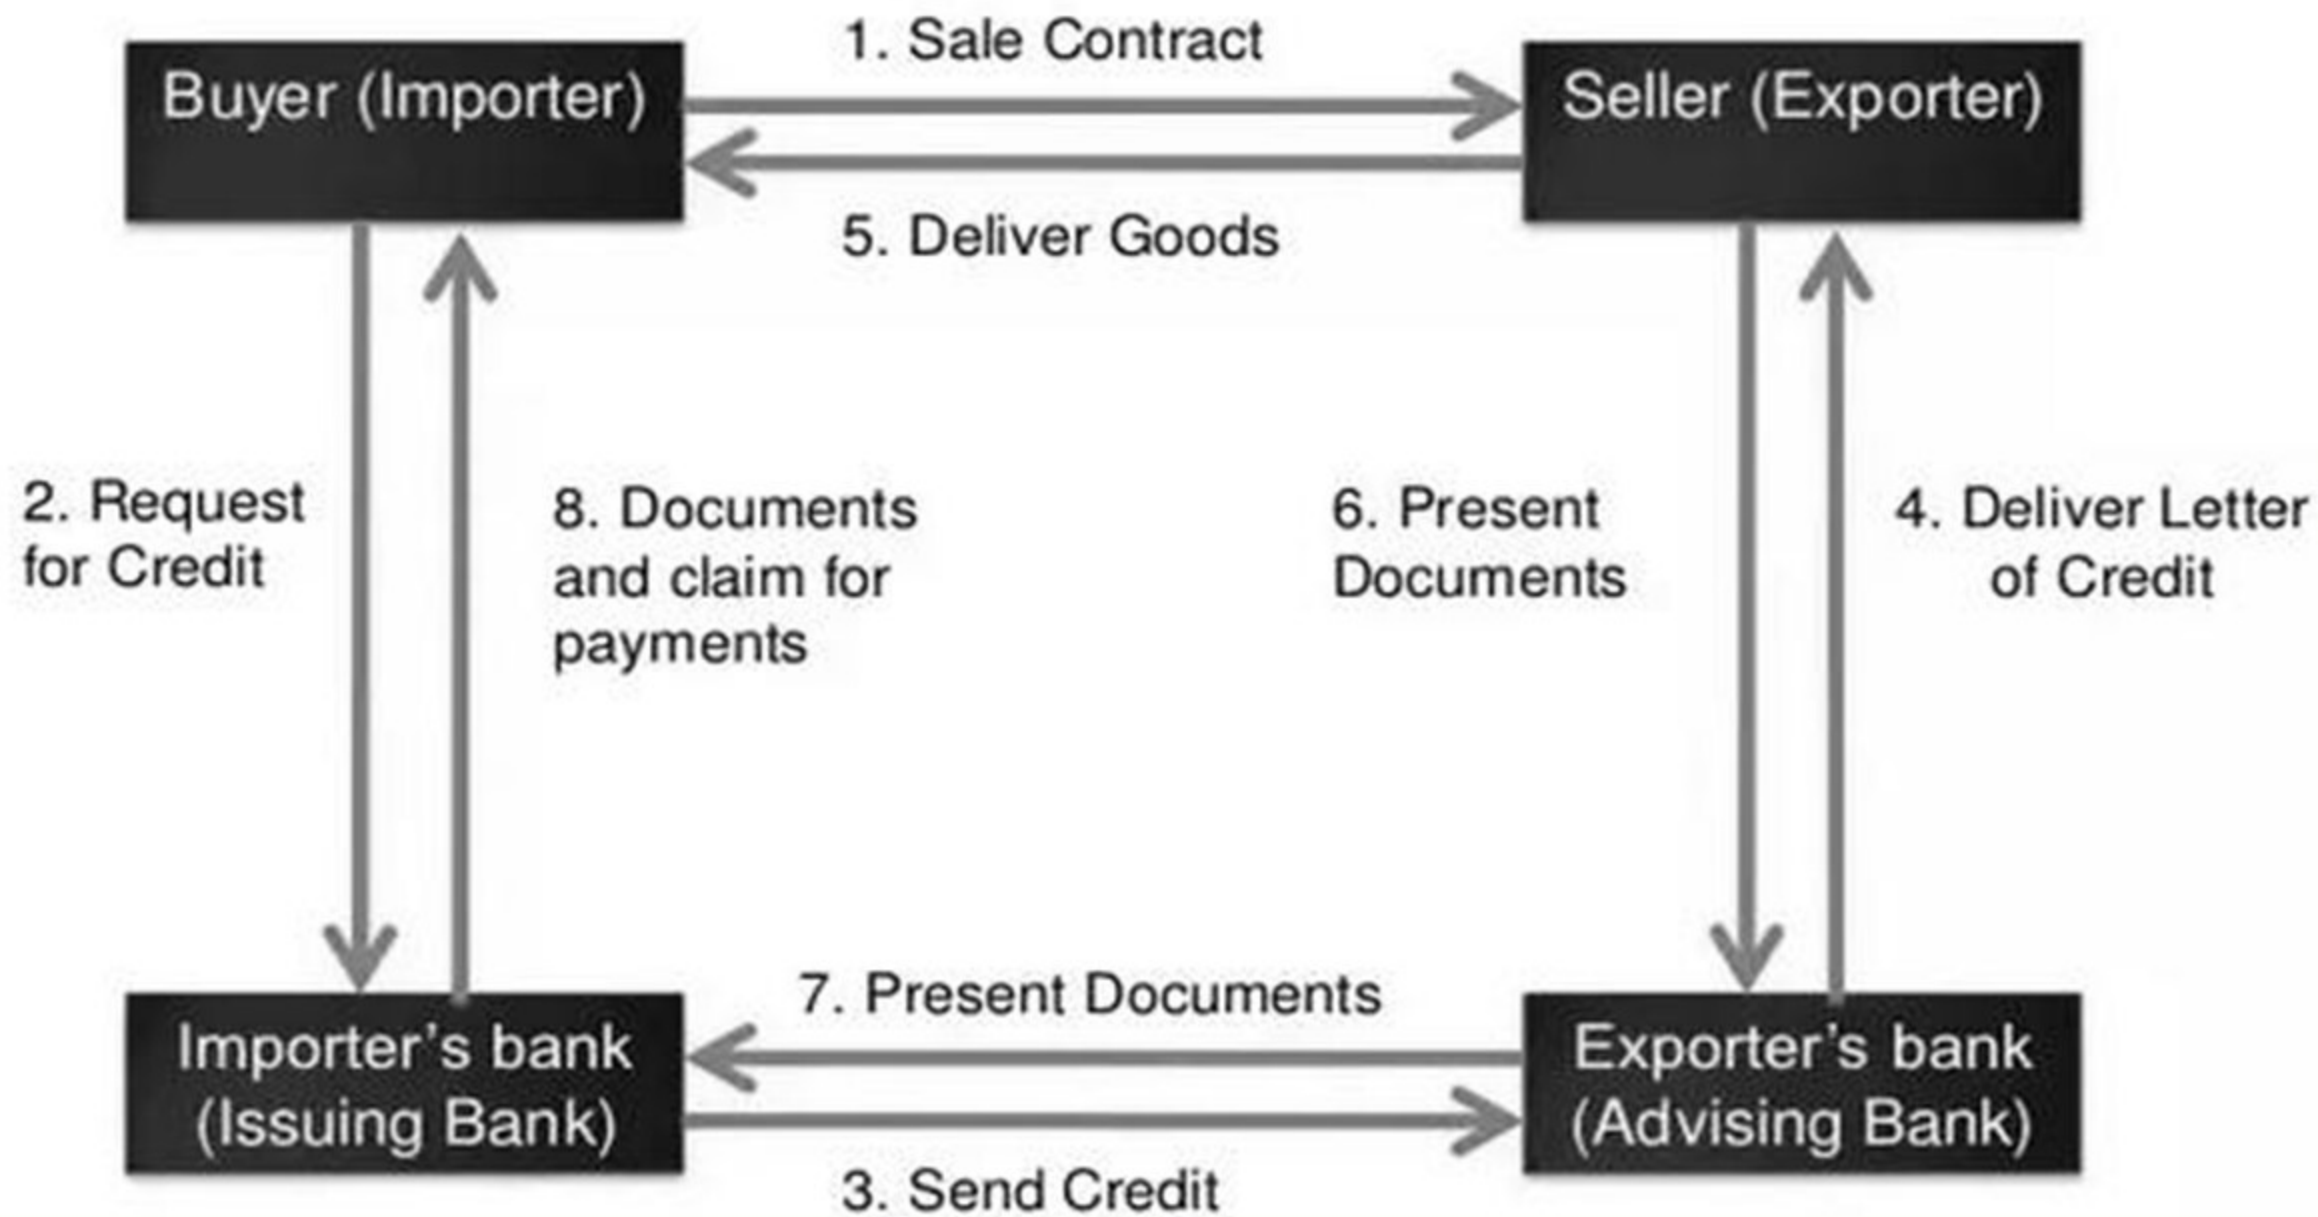 1. Sale Contract
Buyer (Importer)
Seller (Exporter)
5. Deliver Goods
2. Request
for Credit
8. Documents
and claim for
payments
6. Present
Documents
4. Deliver Letter
of Credit
7. Present Documents
Importer’s bank
(Issuing Bank)
Exporter’s bank
(Advising Bank)
3. Send Credit